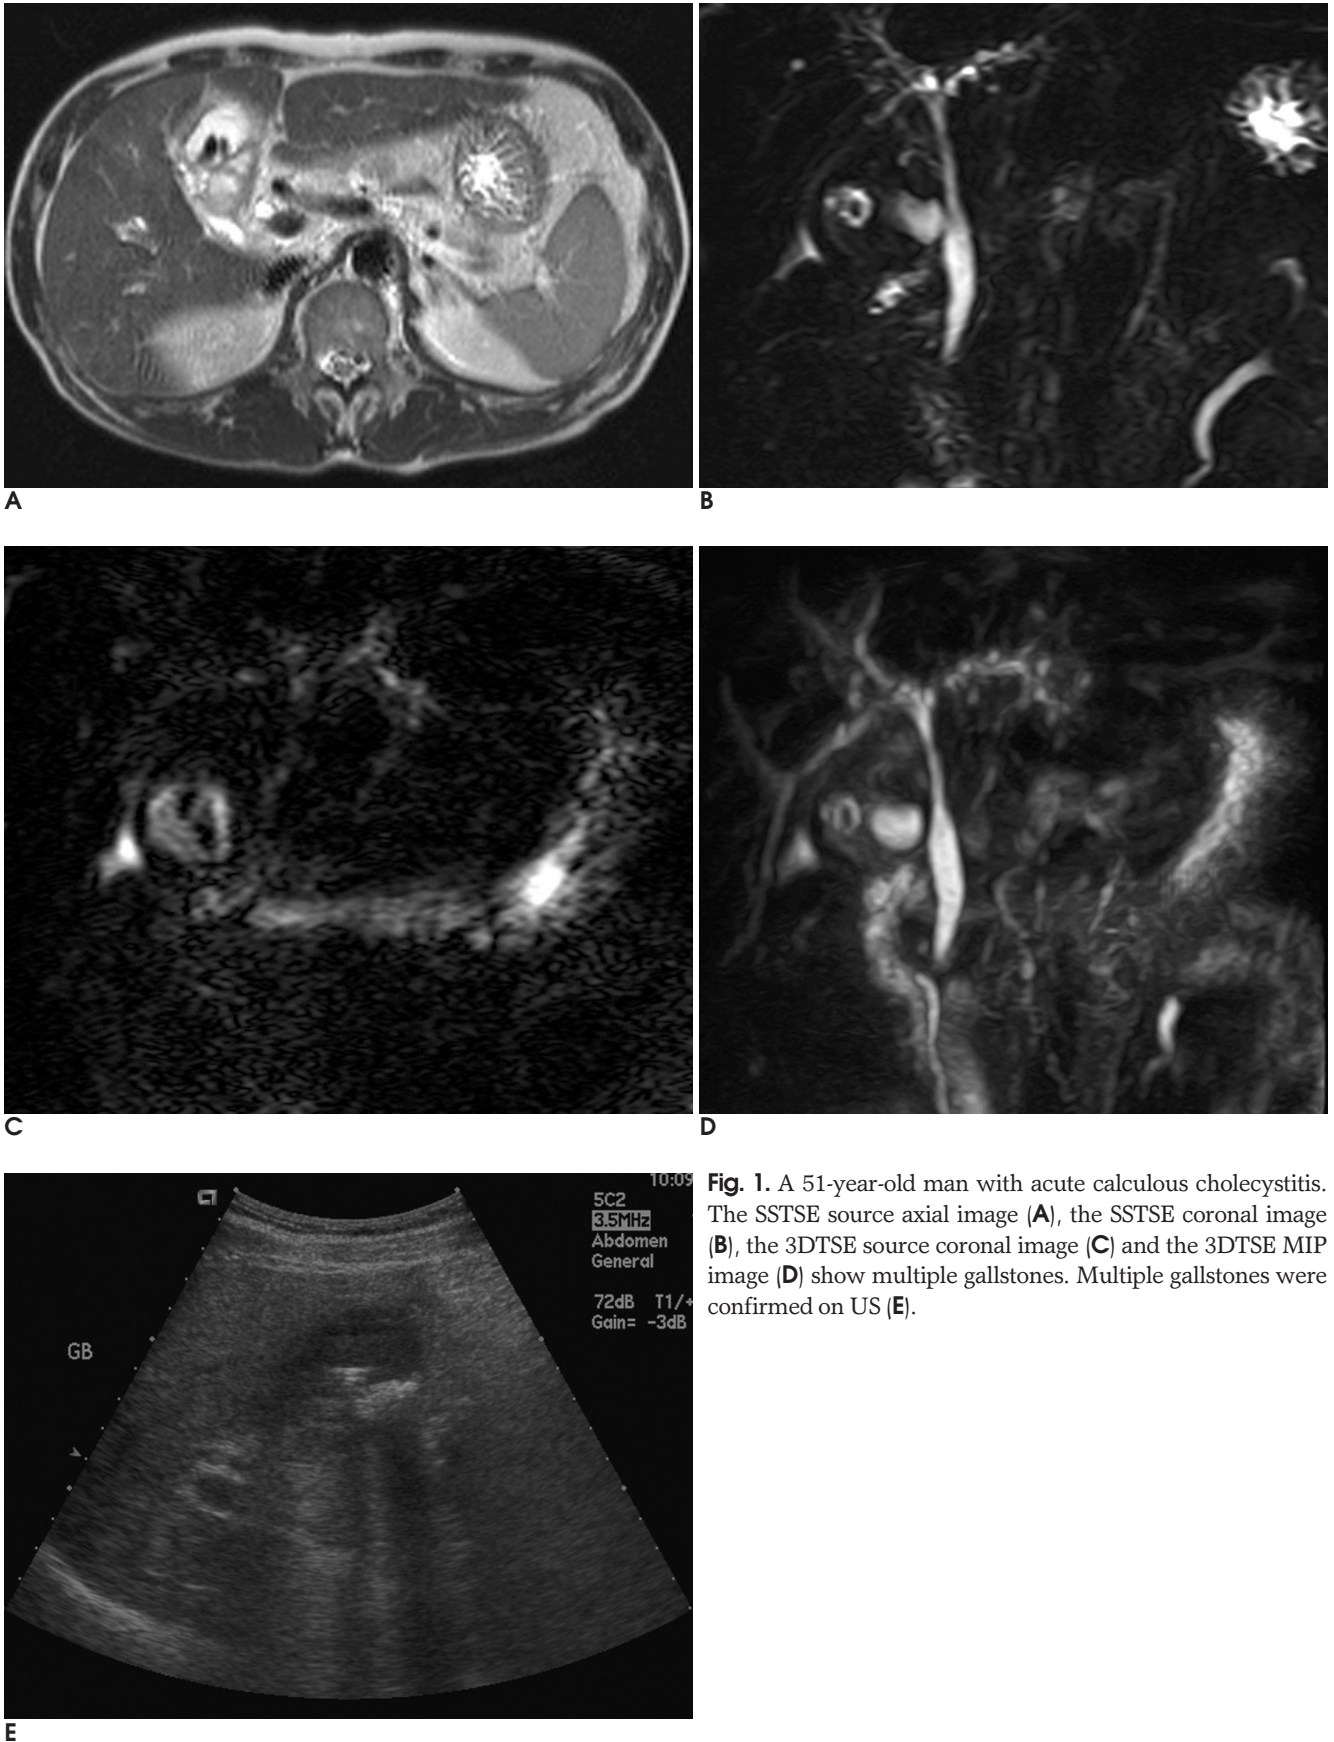 A
B
C
D
10:09
5C2
3.5MHz
Abdomen
General
72dB T1/+
Gain= -3dB
GB
E
Fig. 1. A 51-year-old man with acute calculous cholecystitis.
The SSTSE source axial image (A), the SSTSE coronal image
(B), the 3DTSE source coronal image (C) and the 3DTSE MIP
image (D) show multiple gallstones. Multiple gallstones were
confirmed on US (E).